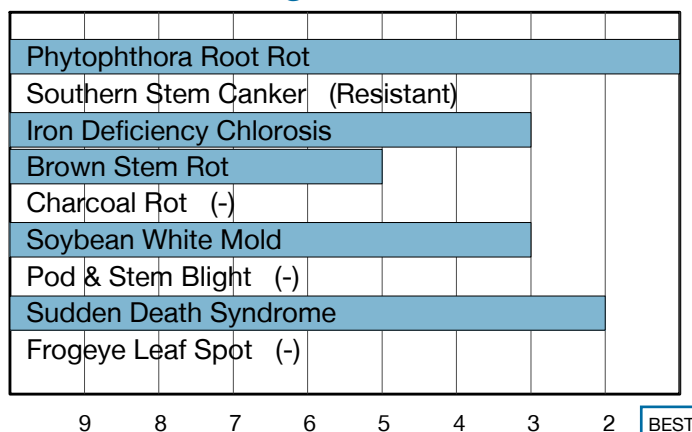 Phytophthora Root Rot
Southern Stem Canker (Resistant)
Iron Deficiency Chlorosis
Brown Stem Rot
Charcoal Rot (-)
Soybean White Mold
Pod & Stem Blight (-)
Sudden Death Syndrome
Frogeye Leaf Spot (-)
9 8 7 6 5 4 3 2 BEST